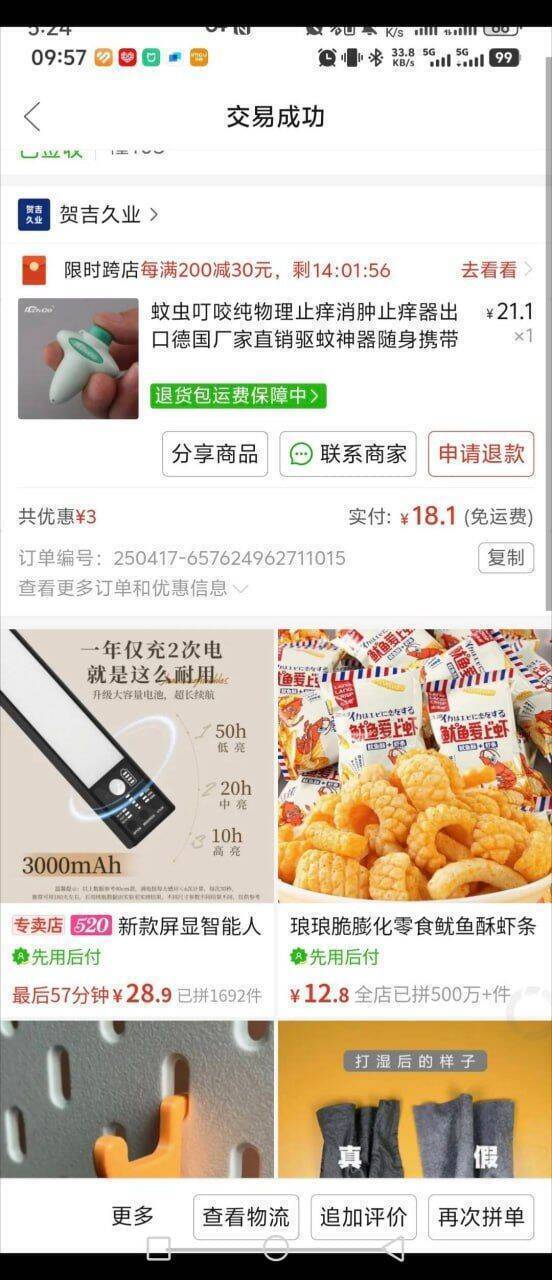 09:57
33.8
KB/s
5G
5G
99
交易成功
贺吉
久业
贺吉久业
限时跨店每满200减30元，剩14:01:56
去看看
蚊虫叮咬纯物理止痒消肿止痒器出
口德国厂家直销驱蚊神器随身携带
¥21.1
×1
退货包运费保障中
分享商品
联系商家
申请退款
共优惠¥3
实付: ¥18.1 (免运费)
订单编号: 250417-657624962711015
复制
查看更多订单和优惠信息
一年仅充2次电
就是这么耐用
升级大容量电池，超长续航
1 50h
低亮
2 20h
中亮
3 10h
高亮
3000mAh
鱿鱼爱上虾
鱿鱼爱上虾
专卖店 520 新款屏显智能人
先用后付
最后57分钟¥28.9 已拼1692件
琅琅脆膨化零食鱿鱼酥虾条
先用后付
¥12.8 全店已拼500万+件
打湿后的样子
真
假
更多
查看物流
追加评价
再次拼单